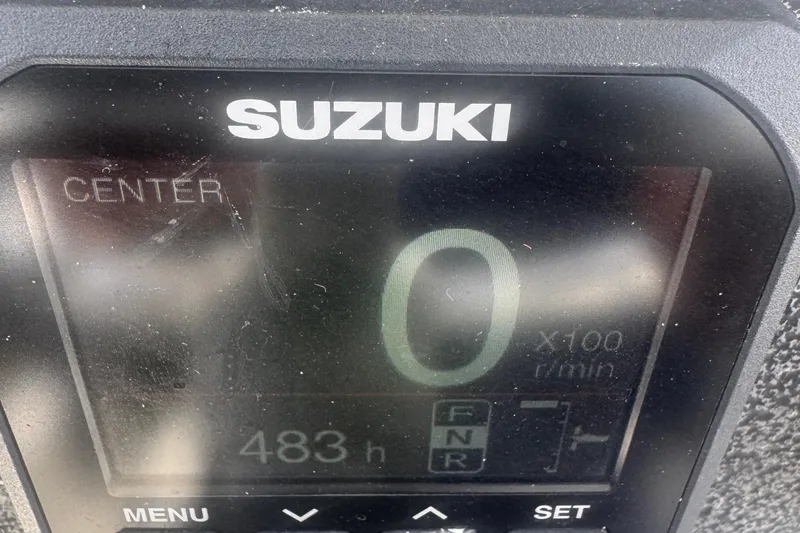 SUZUKI
CENTER
0
X100
r/min
483 h
F
N
R
MENU SET